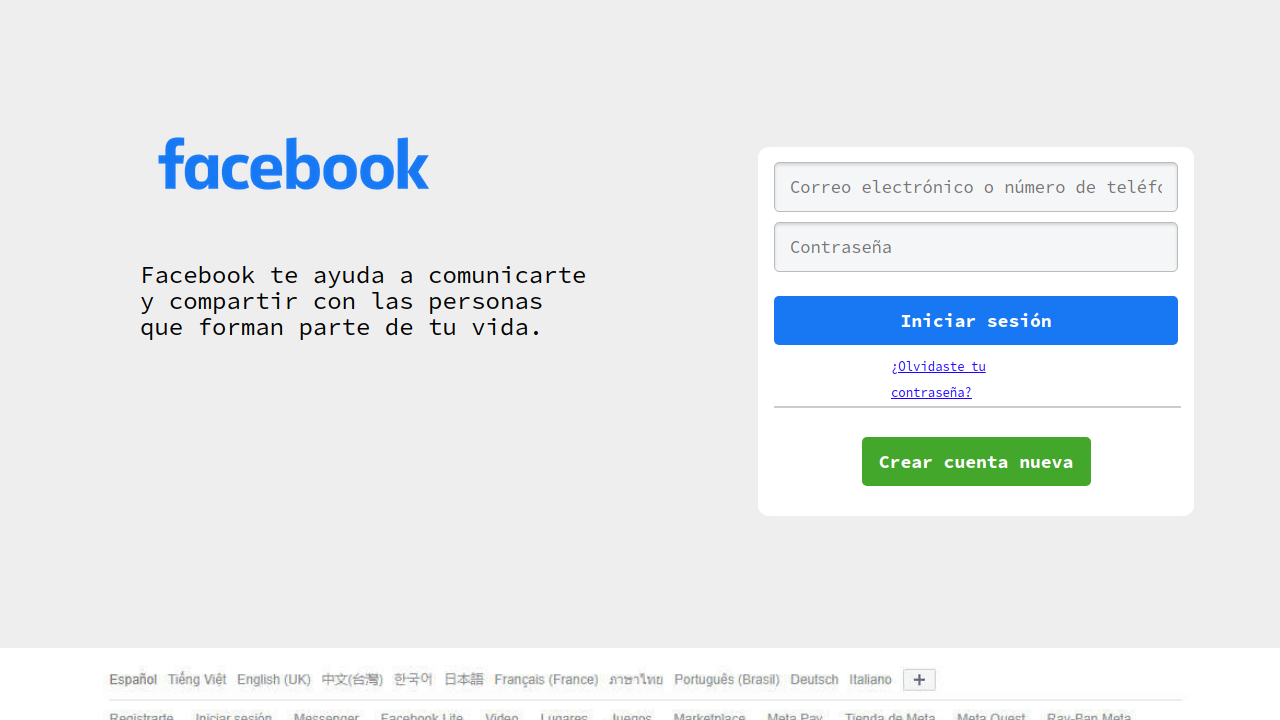 facebook
Facebook te ayuda a comunicarte
y compartir con las personas
que forman parte de tu vida.
Correo electrónico o número de teléfo
Contraseña
Iniciar sesión
¿Olvidaste tu
contraseña?
Crear cuenta nueva
Español Tiếng Việt English (UK) 中文(台灣) 한국어 日本語 Français (France) ภาษาไทย Português (Brasil) Deutsch Italiano +
Registrarte Iniciar sesión Messenger Facebook Lite Video Lugares Juegos Marketplace Meta Pay Tienda de Meta Meta Quest Ray-Ban Meta